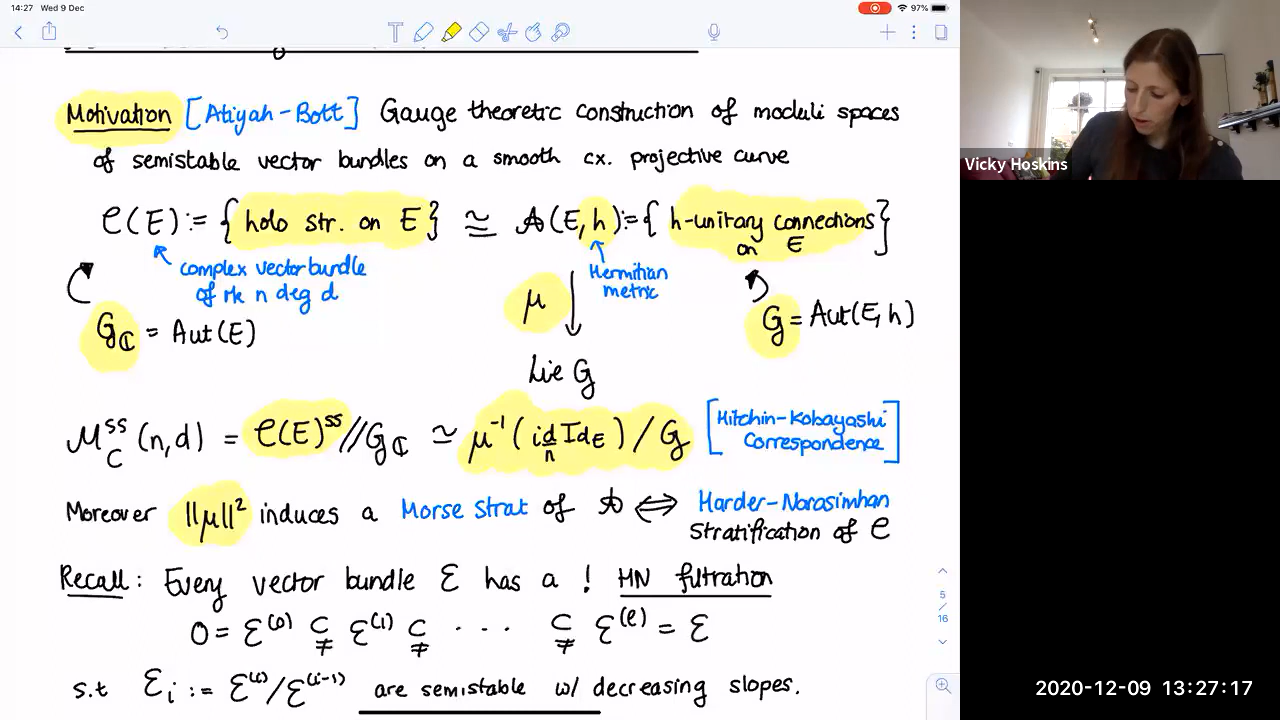 14:27 Wed 9 Dec
97%
Motivation [Atiyah-Bott] Gauge theoretic construction of moduli spaces
of semistable vector bundles on a smooth cx. projective curve
𝒞(E) := { holo str. on E } ≃ 𝒜(E,h) := { h-unitary connections
on E }
complex vector bundle
of rk n deg d
Hermitian
metric
μ
G_ℂ = Aut(E)
G = Aut(E,h)
Lie G
M_C^ss(n,d) = 𝒞(E)^ss // G_ℂ ≃ μ^-1( i d/n Id_E ) / G
[Hitchin-Kobayashi
Correspondence]
Moreover ||μ||² induces a Morse strat of 𝒜 ⟺ Harder-Narasimhan
Stratification of 𝒞
Recall: Every vector bundle ℰ has a ! HN filtration
0 = ℰ^(0) ⊊ ℰ^(1) ⊊ · · · ⊊ ℰ^(l) = ℰ
s.t ℰ_i := ℰ^(i)/ℰ^(i-1) are semistable w/ decreasing slopes.
5
/
16
Vicky Hoskins
2020-12-09 13:27:17